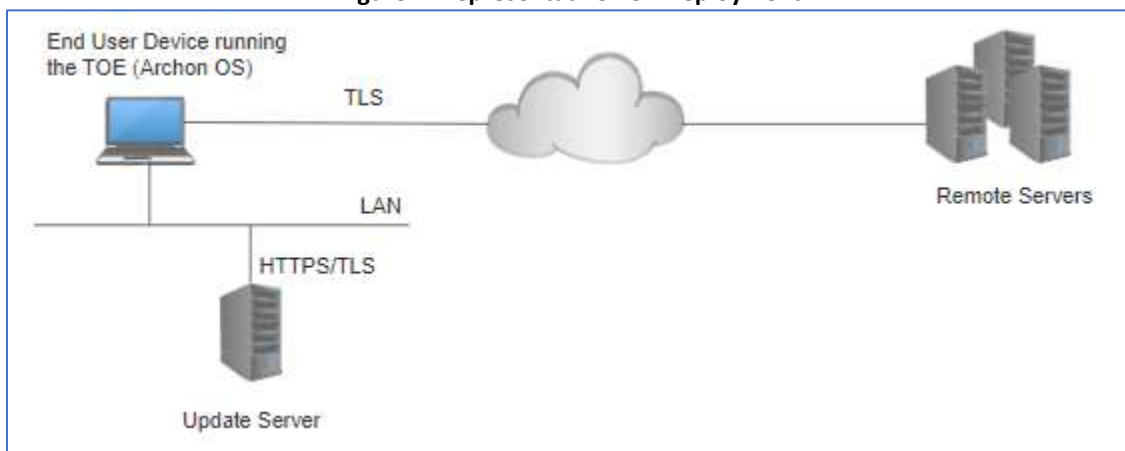 End User Device running
the TOE (Archon OS)
TLS
LAN
HTTPS/TLS
Remote Servers
Update Server